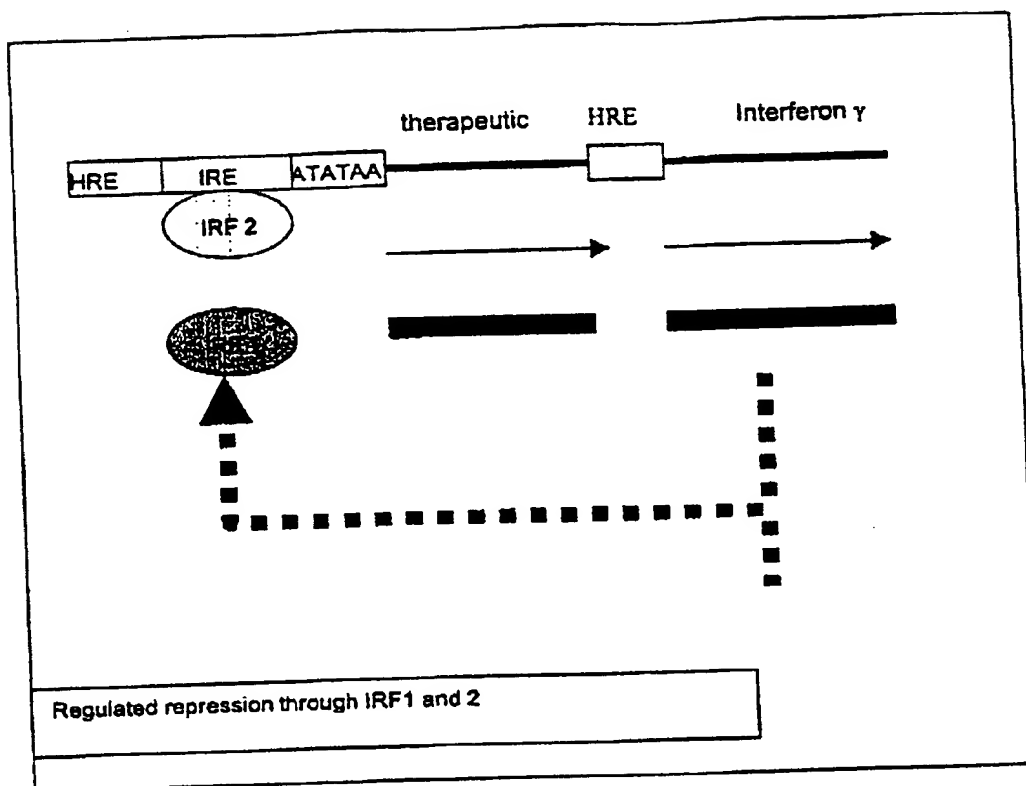 therapeutic HRE Interferon γ
HRE IRE ATATAA
IRF 2
Regulated repression through IRF1 and 2